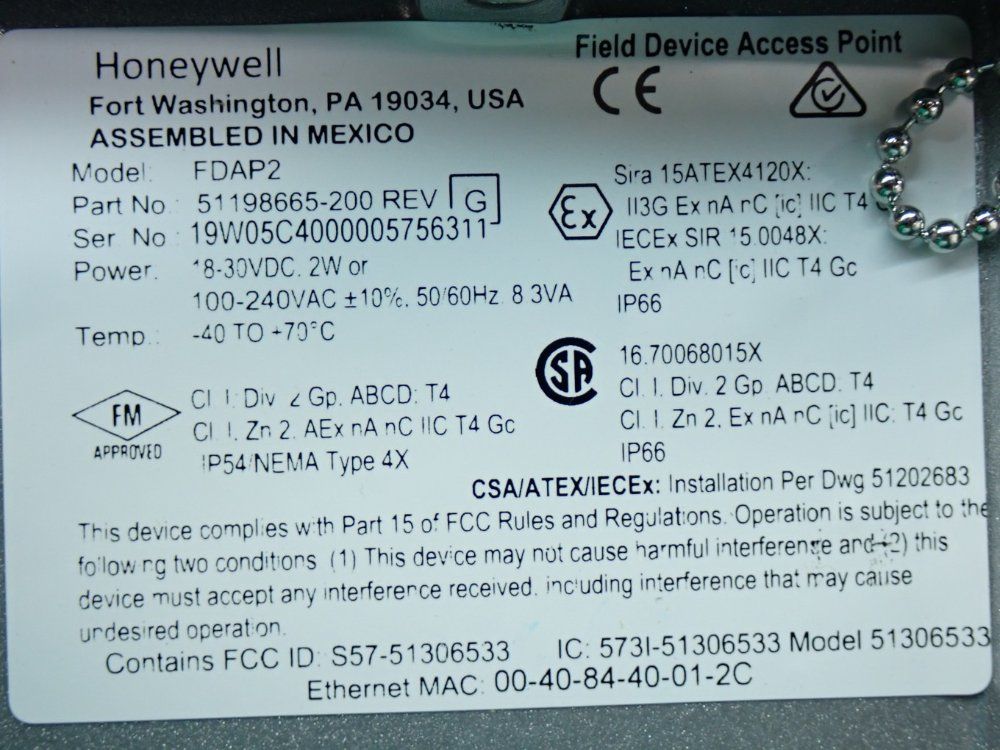 Honeywell
Field Device Access Point
Fort Washington, PA 19034, USA
CE
ASSEMBLED IN MEXICO
Model: FDAP2
Part No 51198665-200 REV G
Ser No 19W05C4000005756311
Power. 18-30VDC. 2W or
100-240VAC ±10%. 50/60Hz 8.3VA
Temp.: -40 TO +70°C
Ex
Sira 15ATEX4120X:
II3G Ex nA nC [ic] IIC T4
IECEx SIR 15.0048X:
Ex nA nC [ic] IIC T4 Gc
IP66
FM
APPROVED
Cl I. Div 2 Gp. ABCD: T4
Cl. I. Zn 2. AEx nA nC IIC T4 Gc
IP54/NEMA Type 4X
SA
16.70068015X
Cl. I. Div. 2 Gp. ABCD: T4
Cl. I. Zn 2. Ex nA nC [ic] IIC: T4 Gc
IP66
CSA/ATEX/IECEx: Installation Per Dwg 51202683
This device complies with Part 15 of FCC Rules and Regulations. Operation is subject to the
following two conditions (1) This device may not cause harmful interference and (2) this
device must accept any interference received. including interference that may cause
undesired operation.
Contains FCC ID: S57-51306533 IC: 573I-51306533 Model 51306533
Ethernet MAC: 00-40-84-40-01-2C